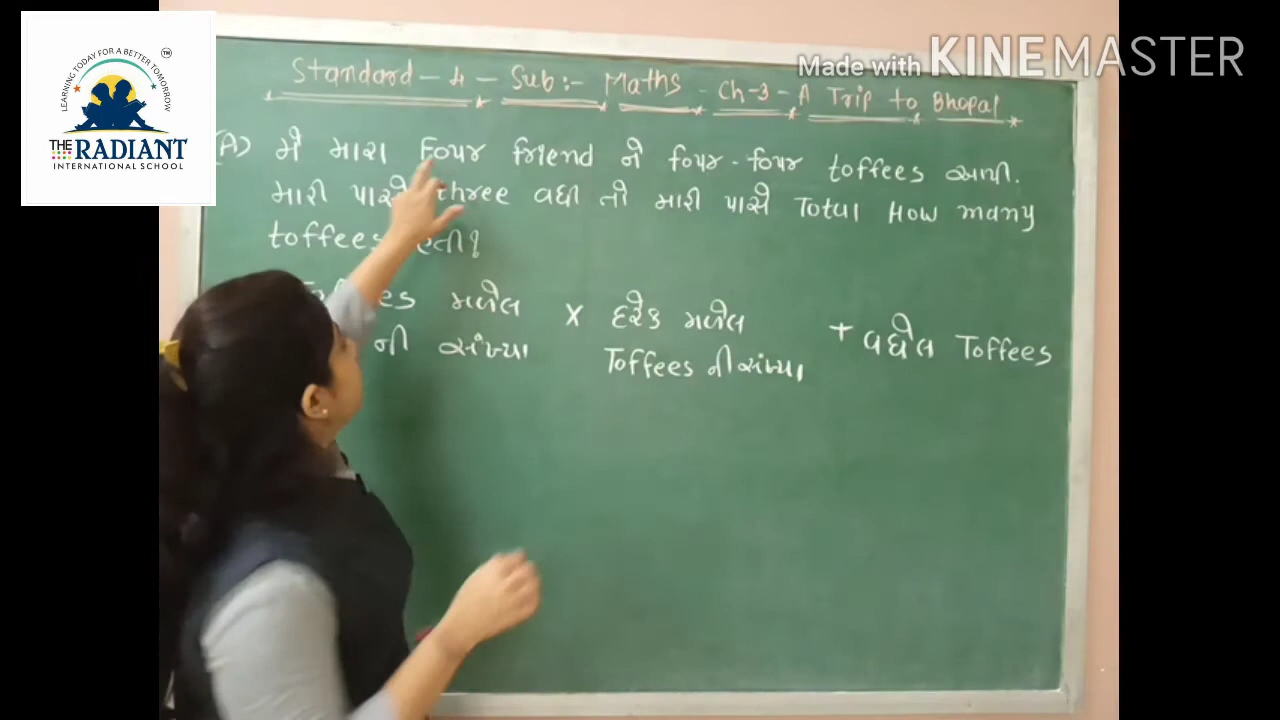 LEARNING TODAY FOR A BETTER TOMORROW
TM
THE RADIANT
INTERNATIONAL SCHOOL
Made with KINEMASTER
Standard - 4 - Sub :- Maths - Ch-3 - A Trip to Bhopal
(A) મેં મારા Four friend ને four - four toffees આપી.
મારી પાસે three વધી તો મારી પાસે Total How many
toffees હતી?
મળેલ × દરેક મળેલ + વધેલ Toffees
ની સંખ્યા Toffees ની સંખ્યા